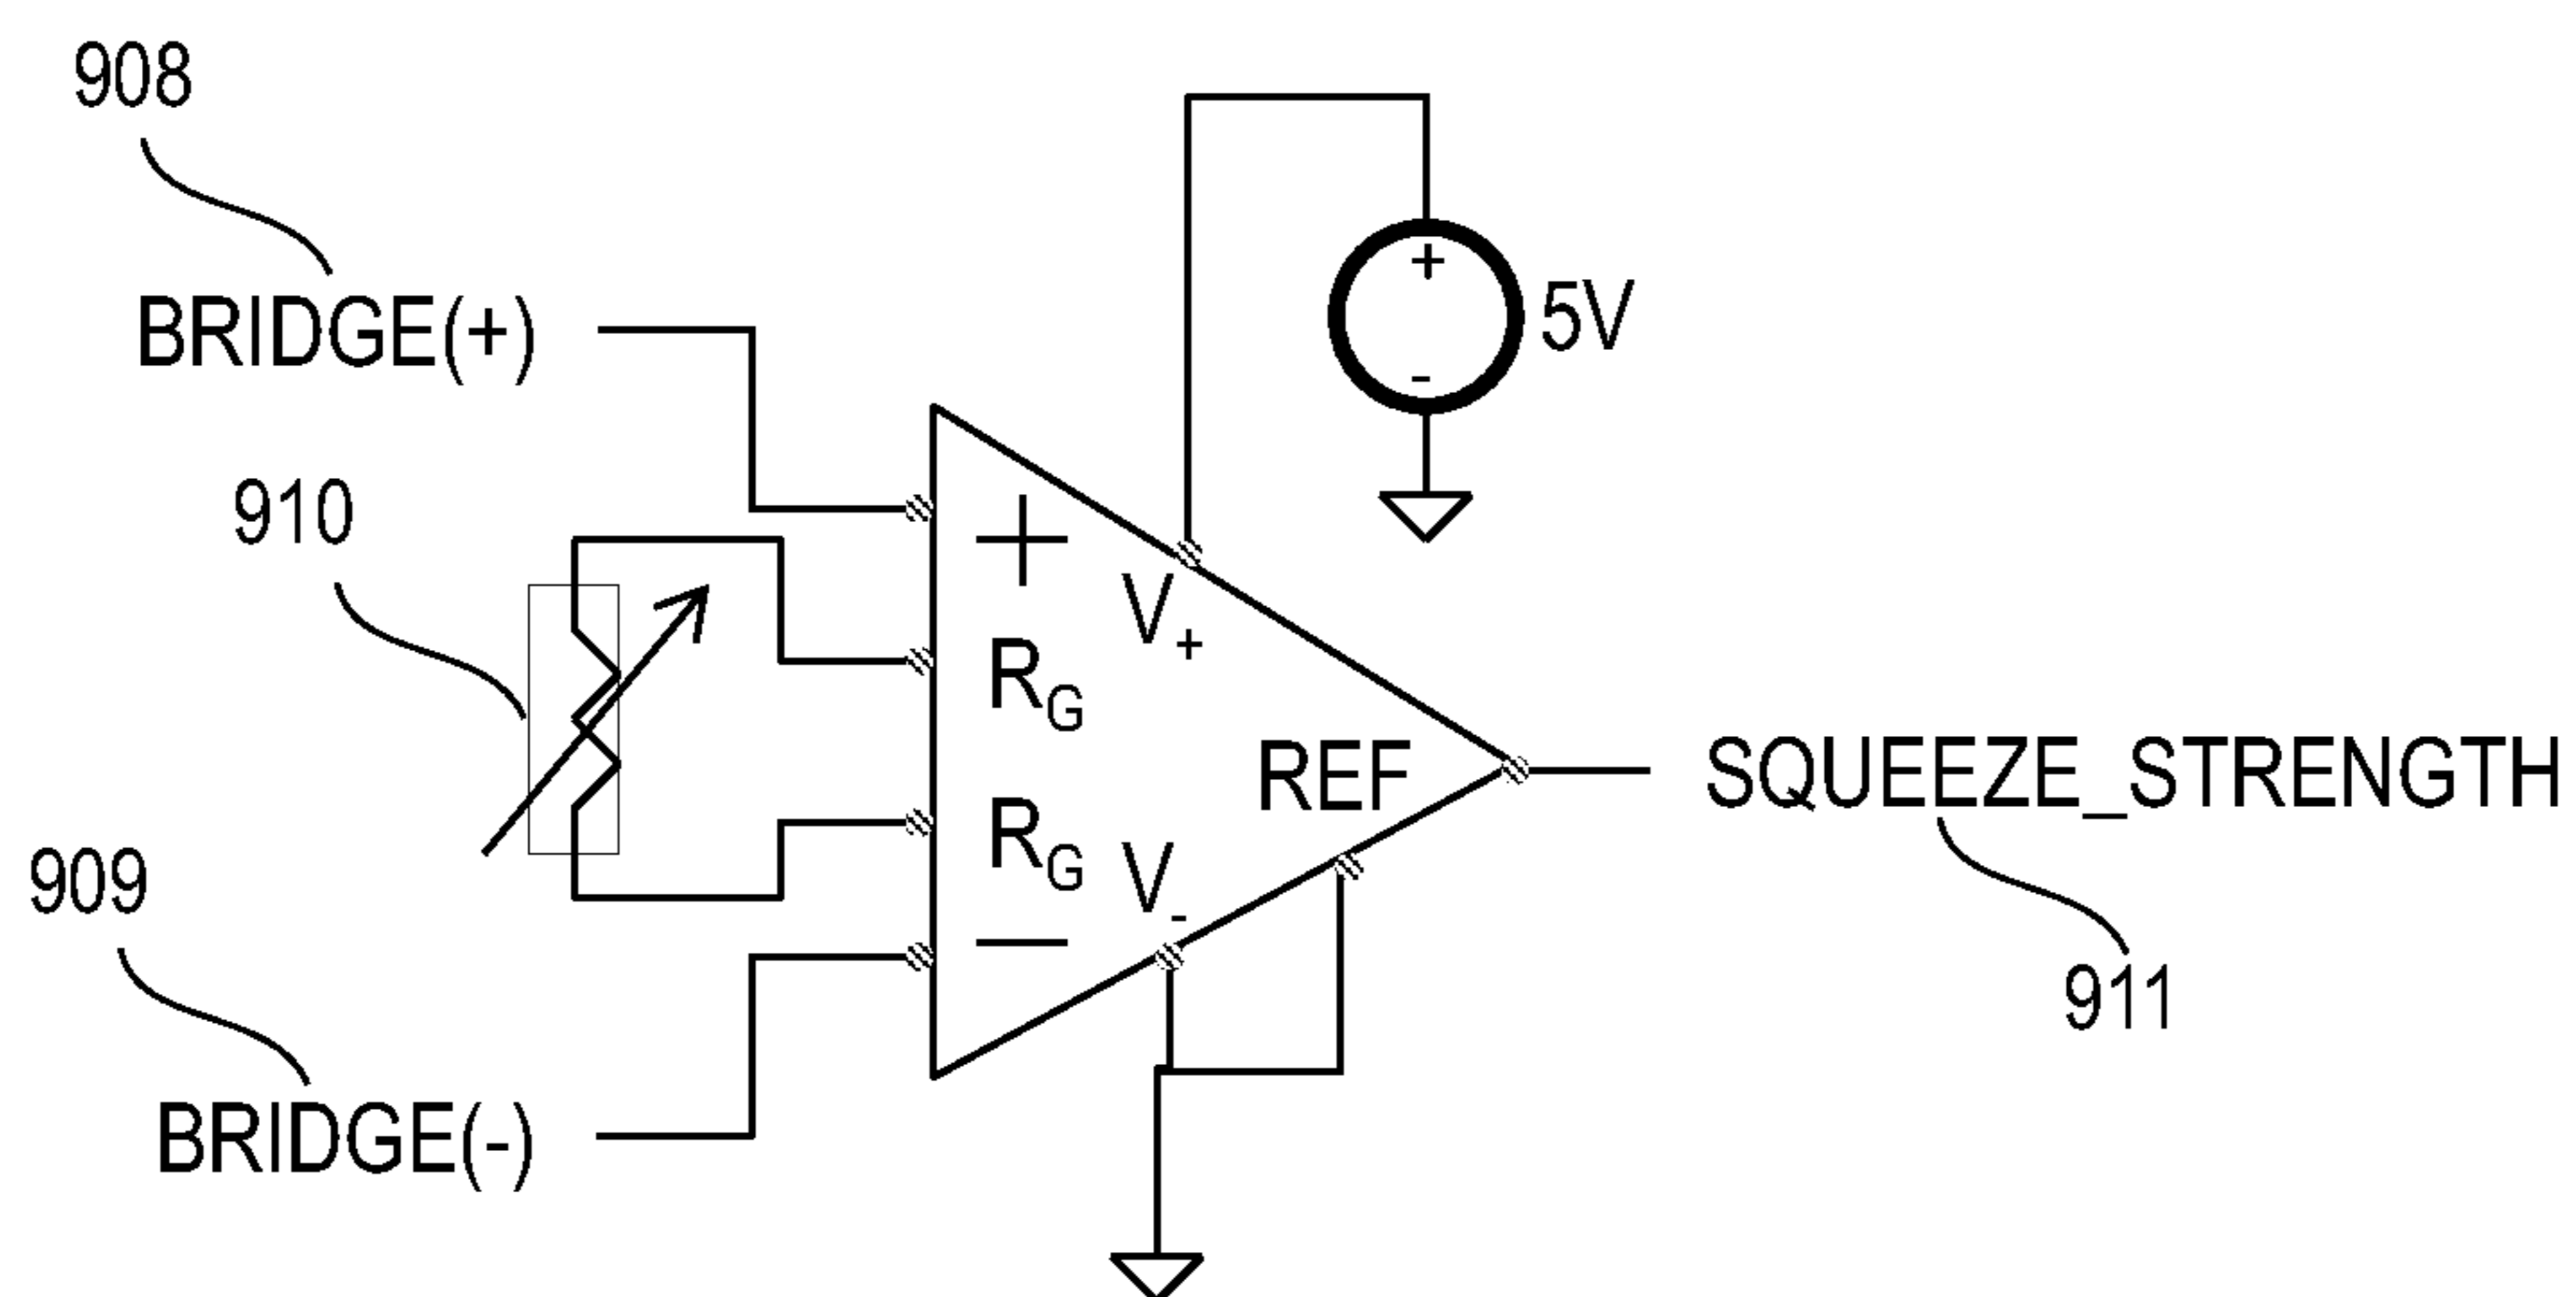 908
BRIDGE(+)
+
5V
-
910
+
V+
RG
REF
SQUEEZE_STRENGTH
RG
V-
909
−
911
BRIDGE(-)